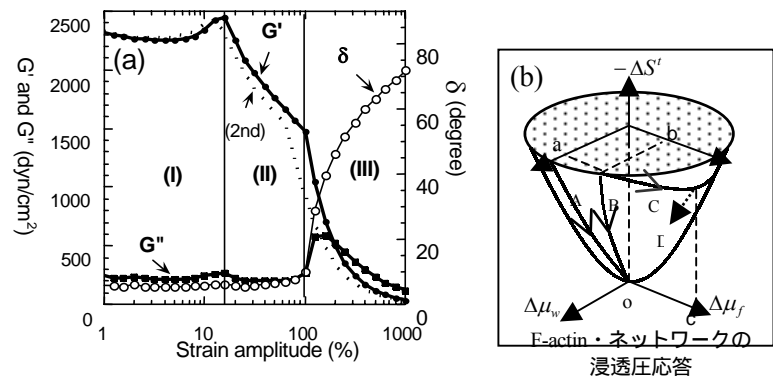 (a)
G' and G" (dyn/cm²)
2500
2000
1500
1000
500
0
G'
δ
(2nd)
(I)
(II)
(III)
G"
80
60
40
20
0
δ (degree)
1
10
100
1000
Strain amplitude (%)
(b)
−ΔSᵗ
a
b
A
B
C
D
o
c
Δμ_w
Δμ_f
F-actin・ネットワークの
浸透圧応答